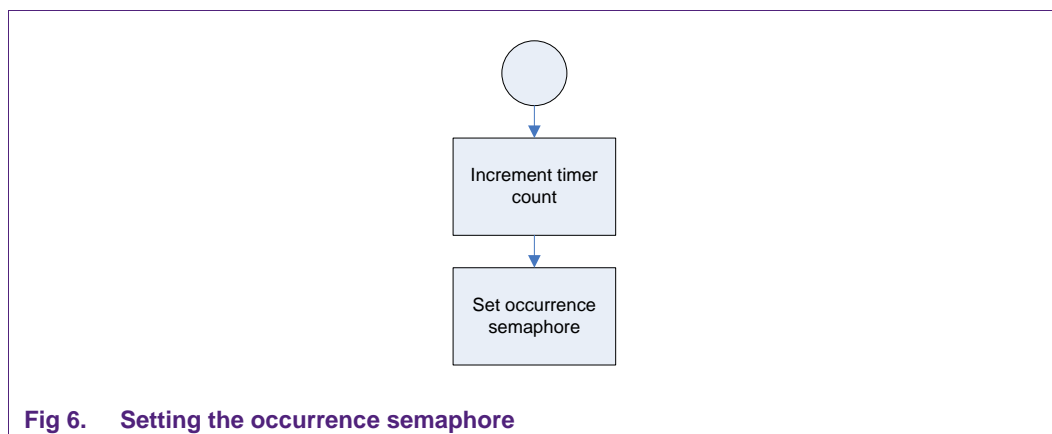 Increment timer
count
Set occurrence
semaphore
Fig 6. Setting the occurrence semaphore